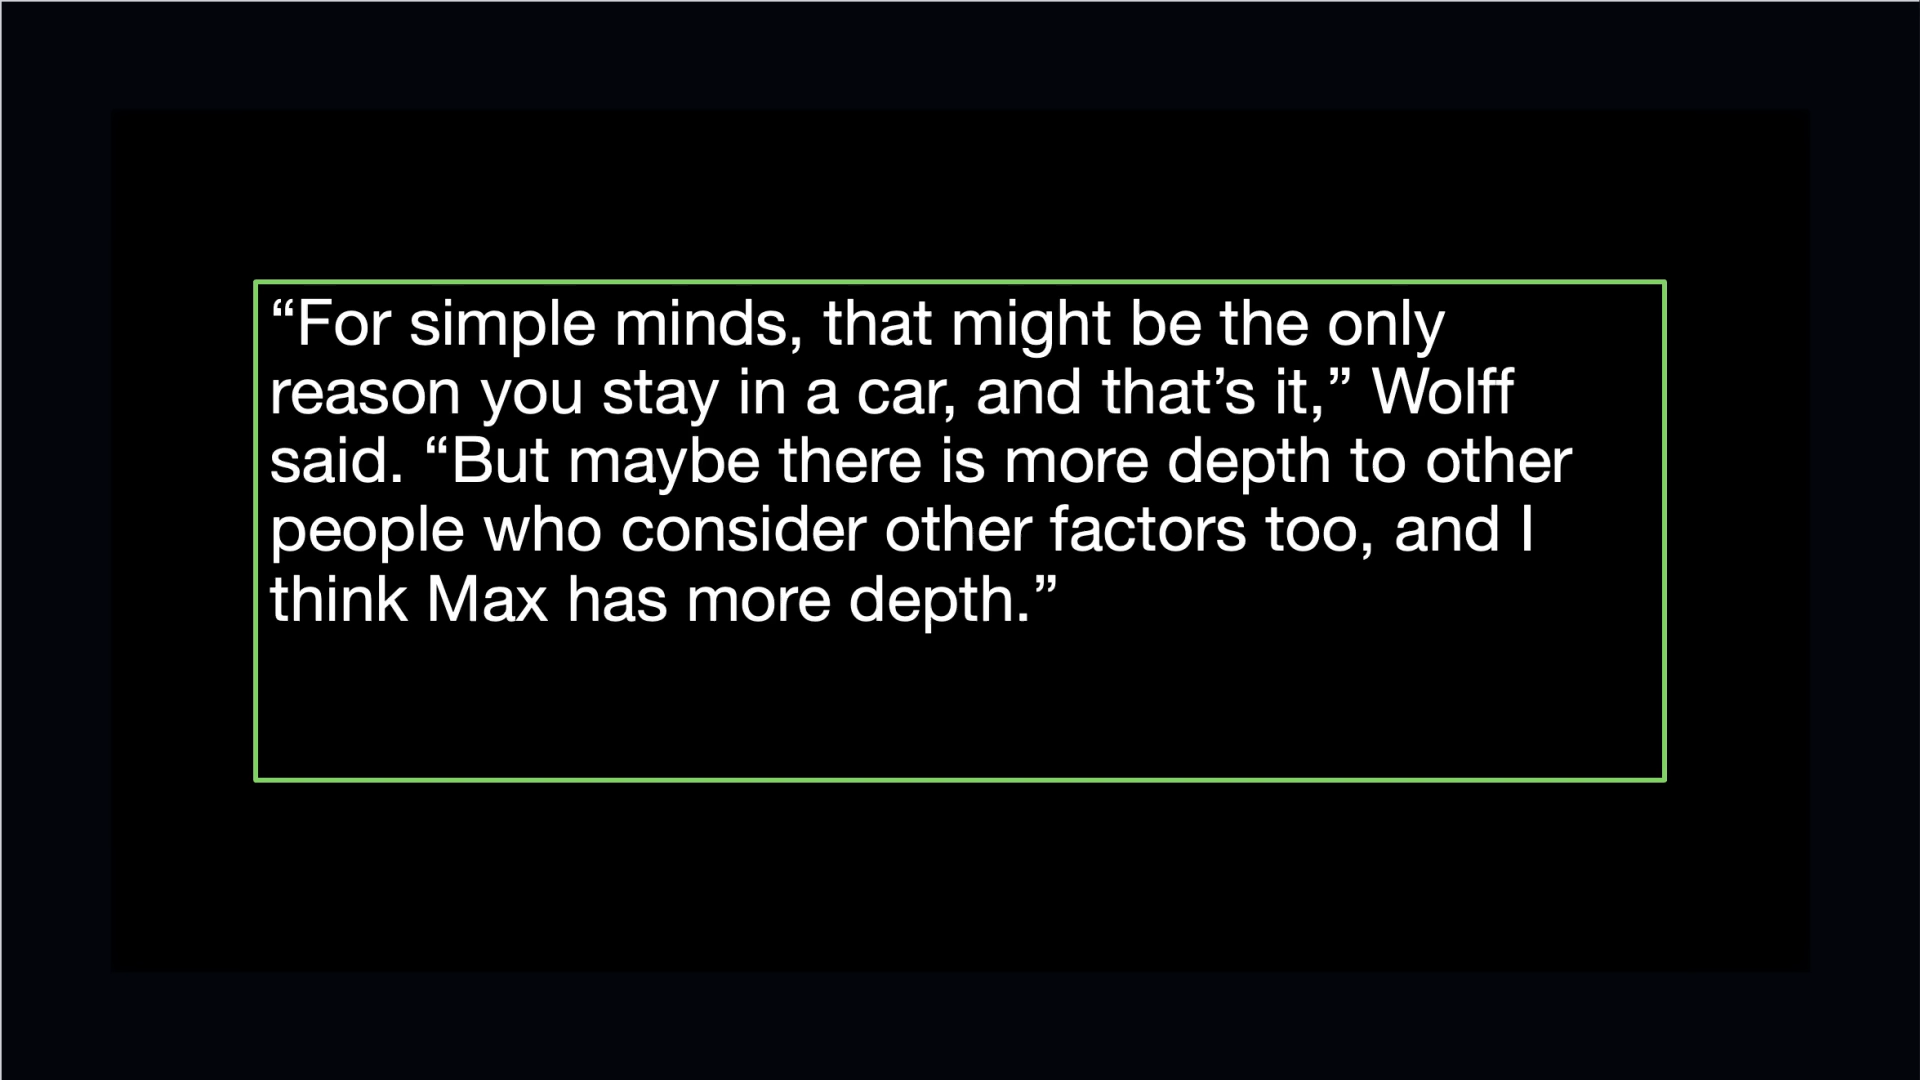 “For simple minds, that might be the only
reason you stay in a car, and that’s it,” Wolff
said. “But maybe there is more depth to other
people who consider other factors too, and I
think Max has more depth.”